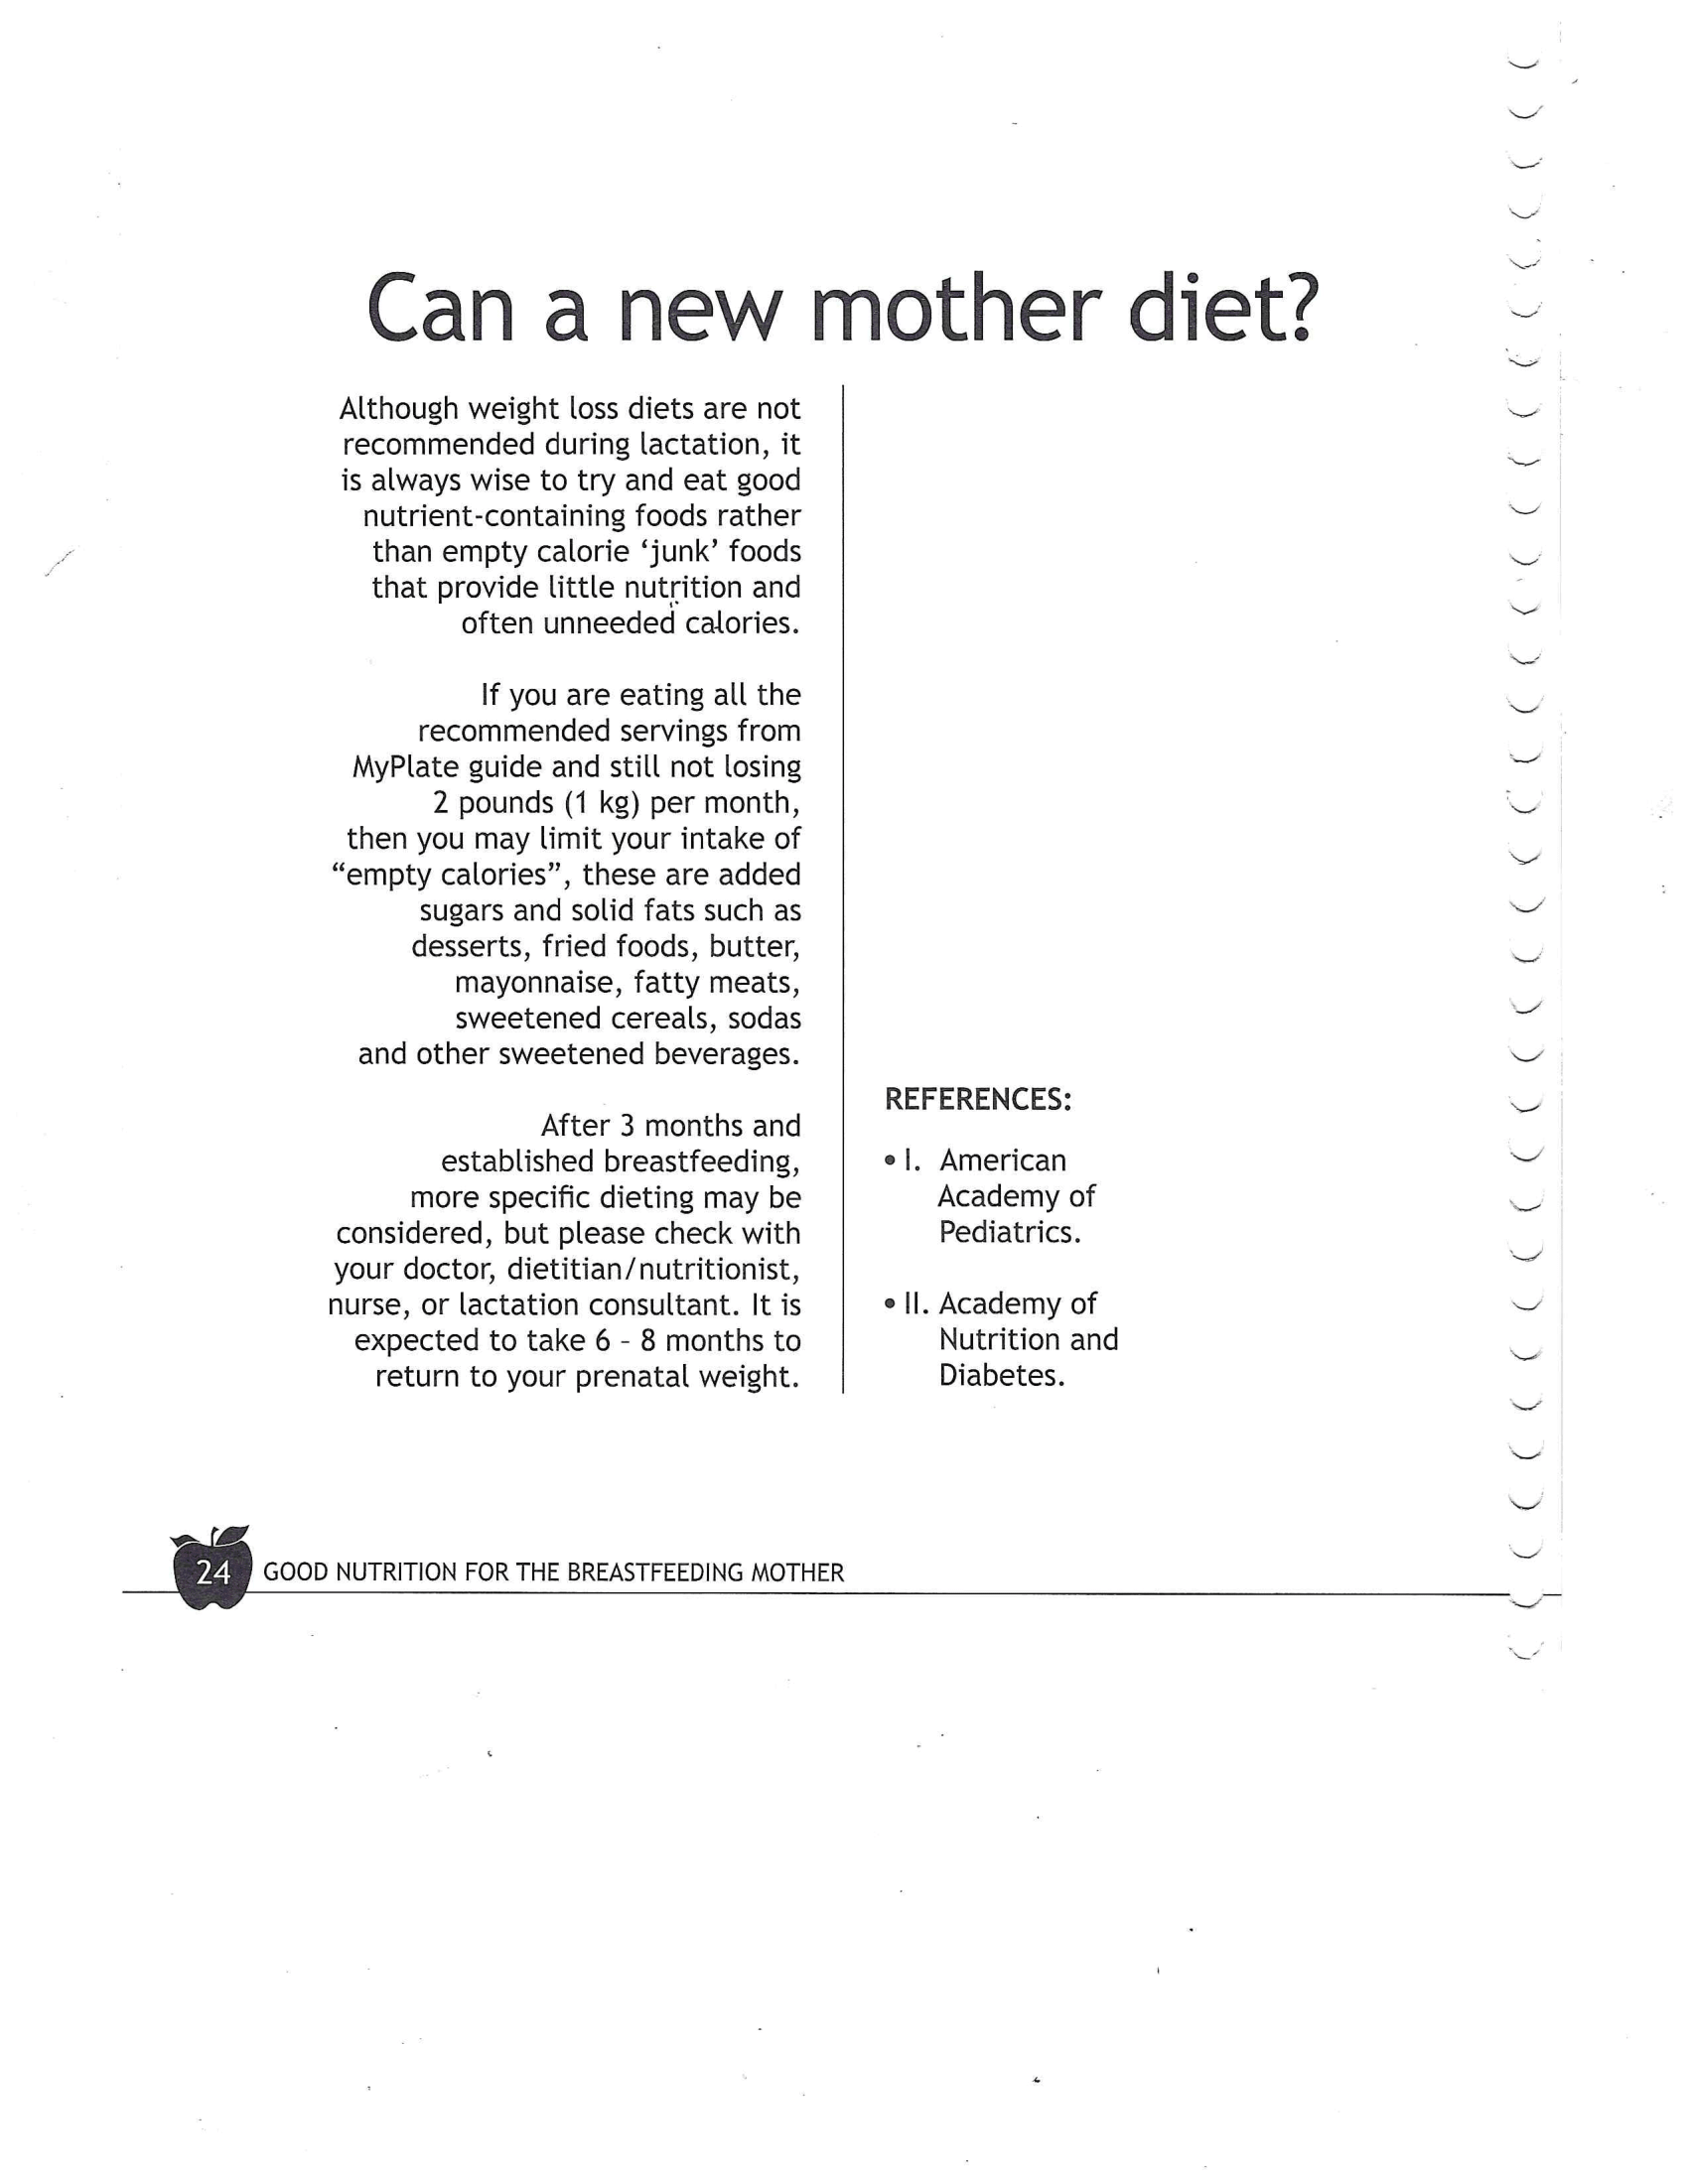 Can a new mother diet?
Although weight loss diets are not
recommended during lactation, it
is always wise to try and eat good
nutrient-containing foods rather
than empty calorie ‘junk’ foods
that provide little nutrition and
often unneeded calories.
If you are eating all the
recommended servings from
MyPlate guide and still not losing
2 pounds (1 kg) per month,
then you may limit your intake of
“empty calories”, these are added
sugars and solid fats such as
desserts, fried foods, butter,
mayonnaise, fatty meats,
sweetened cereals, sodas
and other sweetened beverages.
After 3 months and
established breastfeeding,
more specific dieting may be
considered, but please check with
your doctor, dietitian/nutritionist,
nurse, or lactation consultant. It is
expected to take 6 - 8 months to
return to your prenatal weight.
REFERENCES:
• I. American
Academy of
Pediatrics.
• II. Academy of
Nutrition and
Diabetes.
24 GOOD NUTRITION FOR THE BREASTFEEDING MOTHER